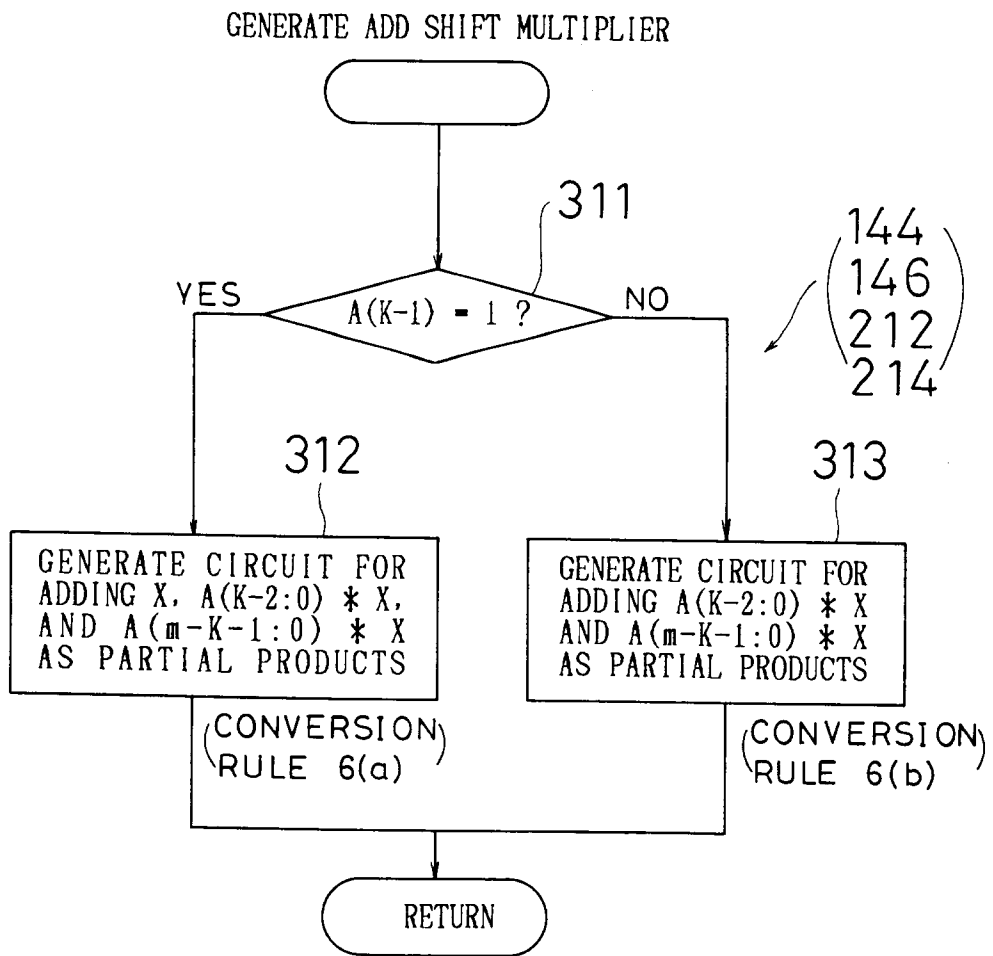 GENERATE ADD SHIFT MULTIPLIER
311
144
146
212
214
YES
A(K-1) = 1 ?
NO
312
313
GENERATE CIRCUIT FOR
ADDING X, A(K-2:0) * X,
AND A(m-K-1:0) * X
AS PARTIAL PRODUCTS
GENERATE CIRCUIT FOR
ADDING A(K-2:0) * X
AND A(m-K-1:0) * X
AS PARTIAL PRODUCTS
(CONVERSION
RULE 6(a))
(CONVERSION
RULE 6(b))
RETURN